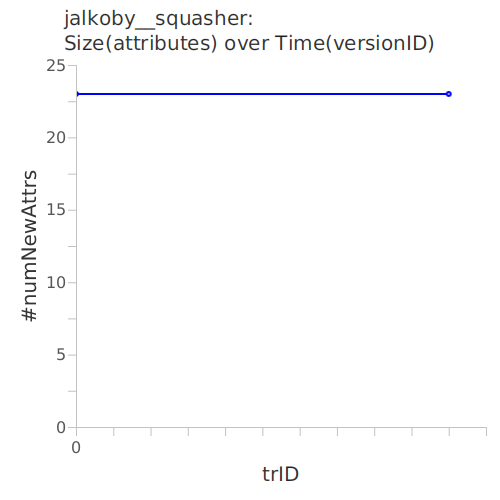 jalkoby__squasher:
Size(attributes) over Time(versionID)
25
20
15
10
5
0
#numNewAttrs
0
trID